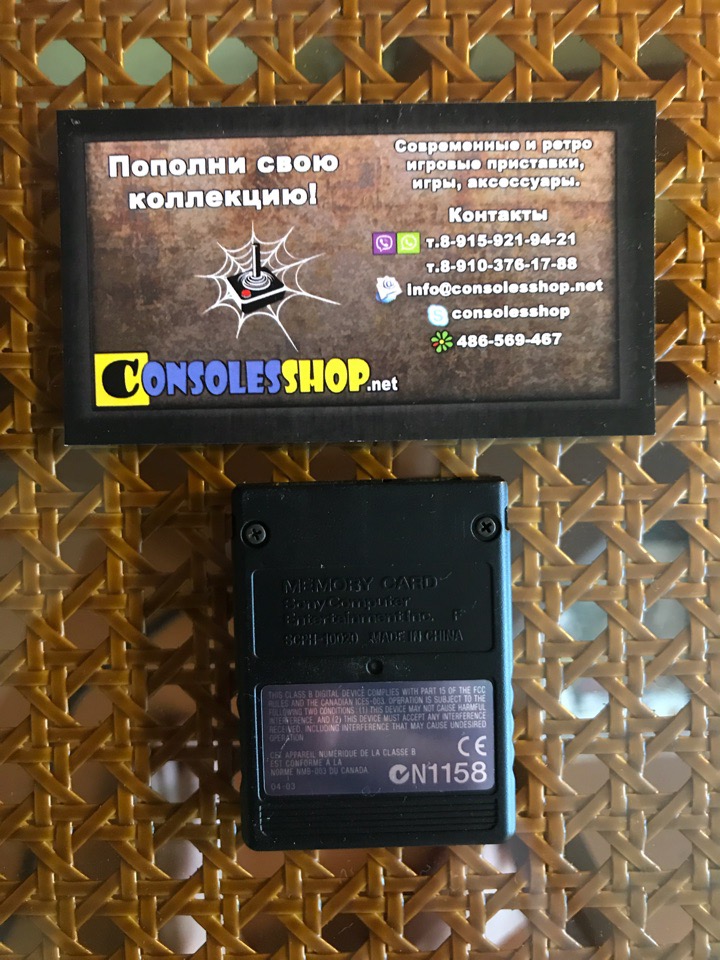 Пополни свою
коллекцию!
CONSOLESSHOP.net
Современные и ретро
игровые приставки,
игры, аксессуары.
Контакты
т.8-915-921-94-21
т.8-910-376-17-88
info@consolesshop.net
consolesshop
486-569-467
MEMORY CARD
Sony Computer
Entertainment Inc. F
SCPH-10020 MADE IN CHINA
THIS CLASS B DIGITAL DEVICE COMPLIES WITH PART 15 OF THE FCC
RULES AND THE CANADIAN ICES-003. OPERATION IS SUBJECT TO THE
FOLLOWING TWO CONDITIONS. (1) THIS DEVICE MAY NOT CAUSE HARMFUL
INTERFERENCE, AND (2) THIS DEVICE MUST ACCEPT ANY INTERFERENCE
RECEIVED, INCLUDING INTERFERENCE THAT MAY CAUSE UNDESIRED
OPERATION
CET APPAREIL NUMÉRIQUE DE LA CLASSE B
EST CONFORME A LA
NORME NMB-003 DU CANADA
04-03
CE
N1158